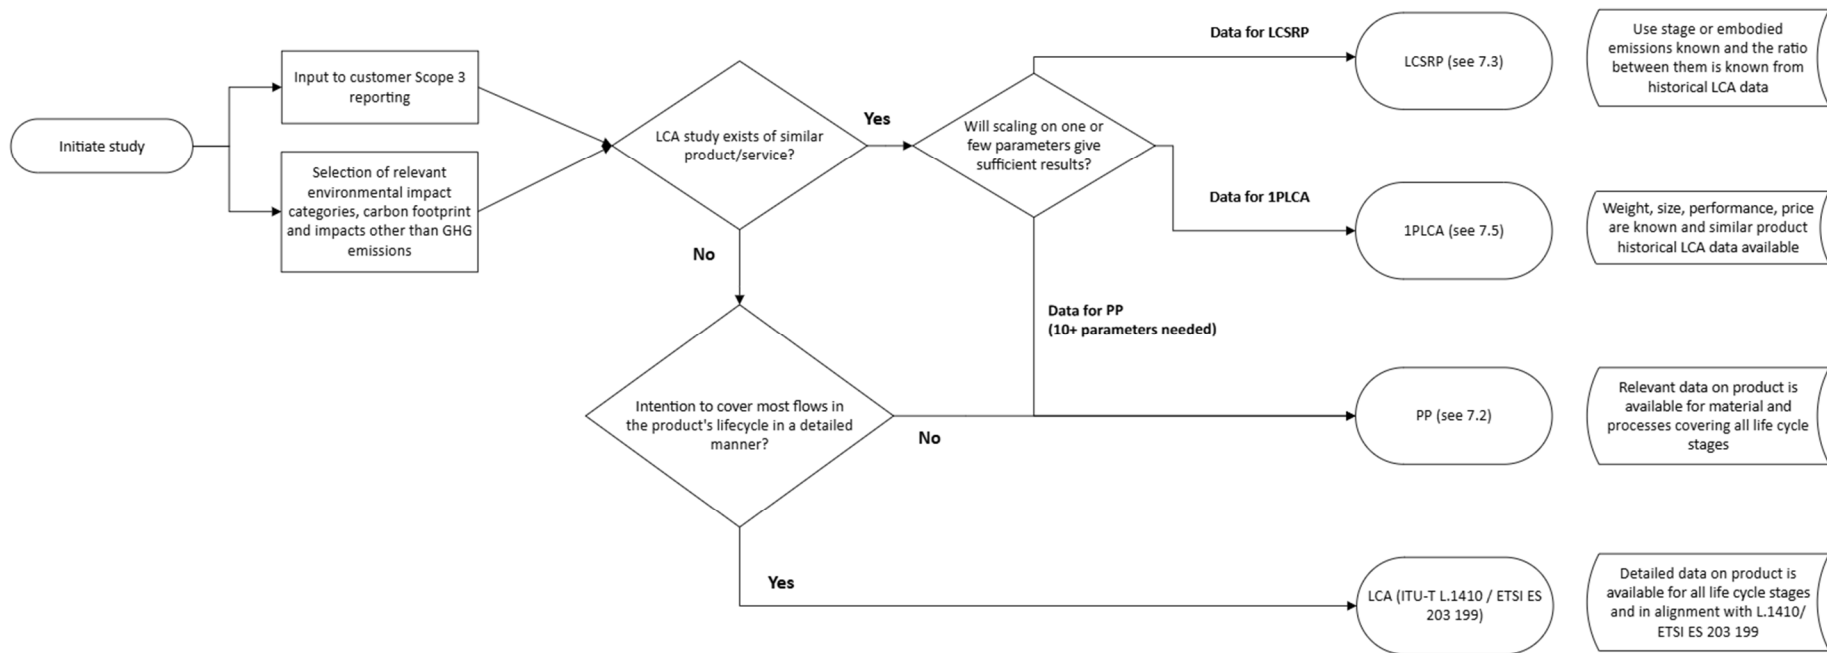 Initiate study
Input to customer Scope 3
reporting
Selection of relevant
environmental impact
categories, carbon footprint
and impacts other than GHG
emissions
LCA study exists of similar
product/service?
Yes
No
Will scaling on one or
few parameters give
sufficient results?
Data for LCSRP
LCSRP (see 7.3)
Use stage or embodied
emissions known and the ratio
between them is known from
historical LCA data
Data for 1PLCA
1PLCA (see 7.5)
Weight, size, performance, price
are known and similar product
historical LCA data available
Data for PP
(10+ parameters needed)
Intention to cover most flows in
the product's lifecycle in a detailed
manner?
No
PP (see 7.2)
Relevant data on product is
available for material and
processes covering all life cycle
stages
Yes
LCA (ITU-T L.1410 / ETSI ES
203 199)
Detailed data on product is
available for all life cycle stages
and in alignment with L.1410/
ETSI ES 203 199